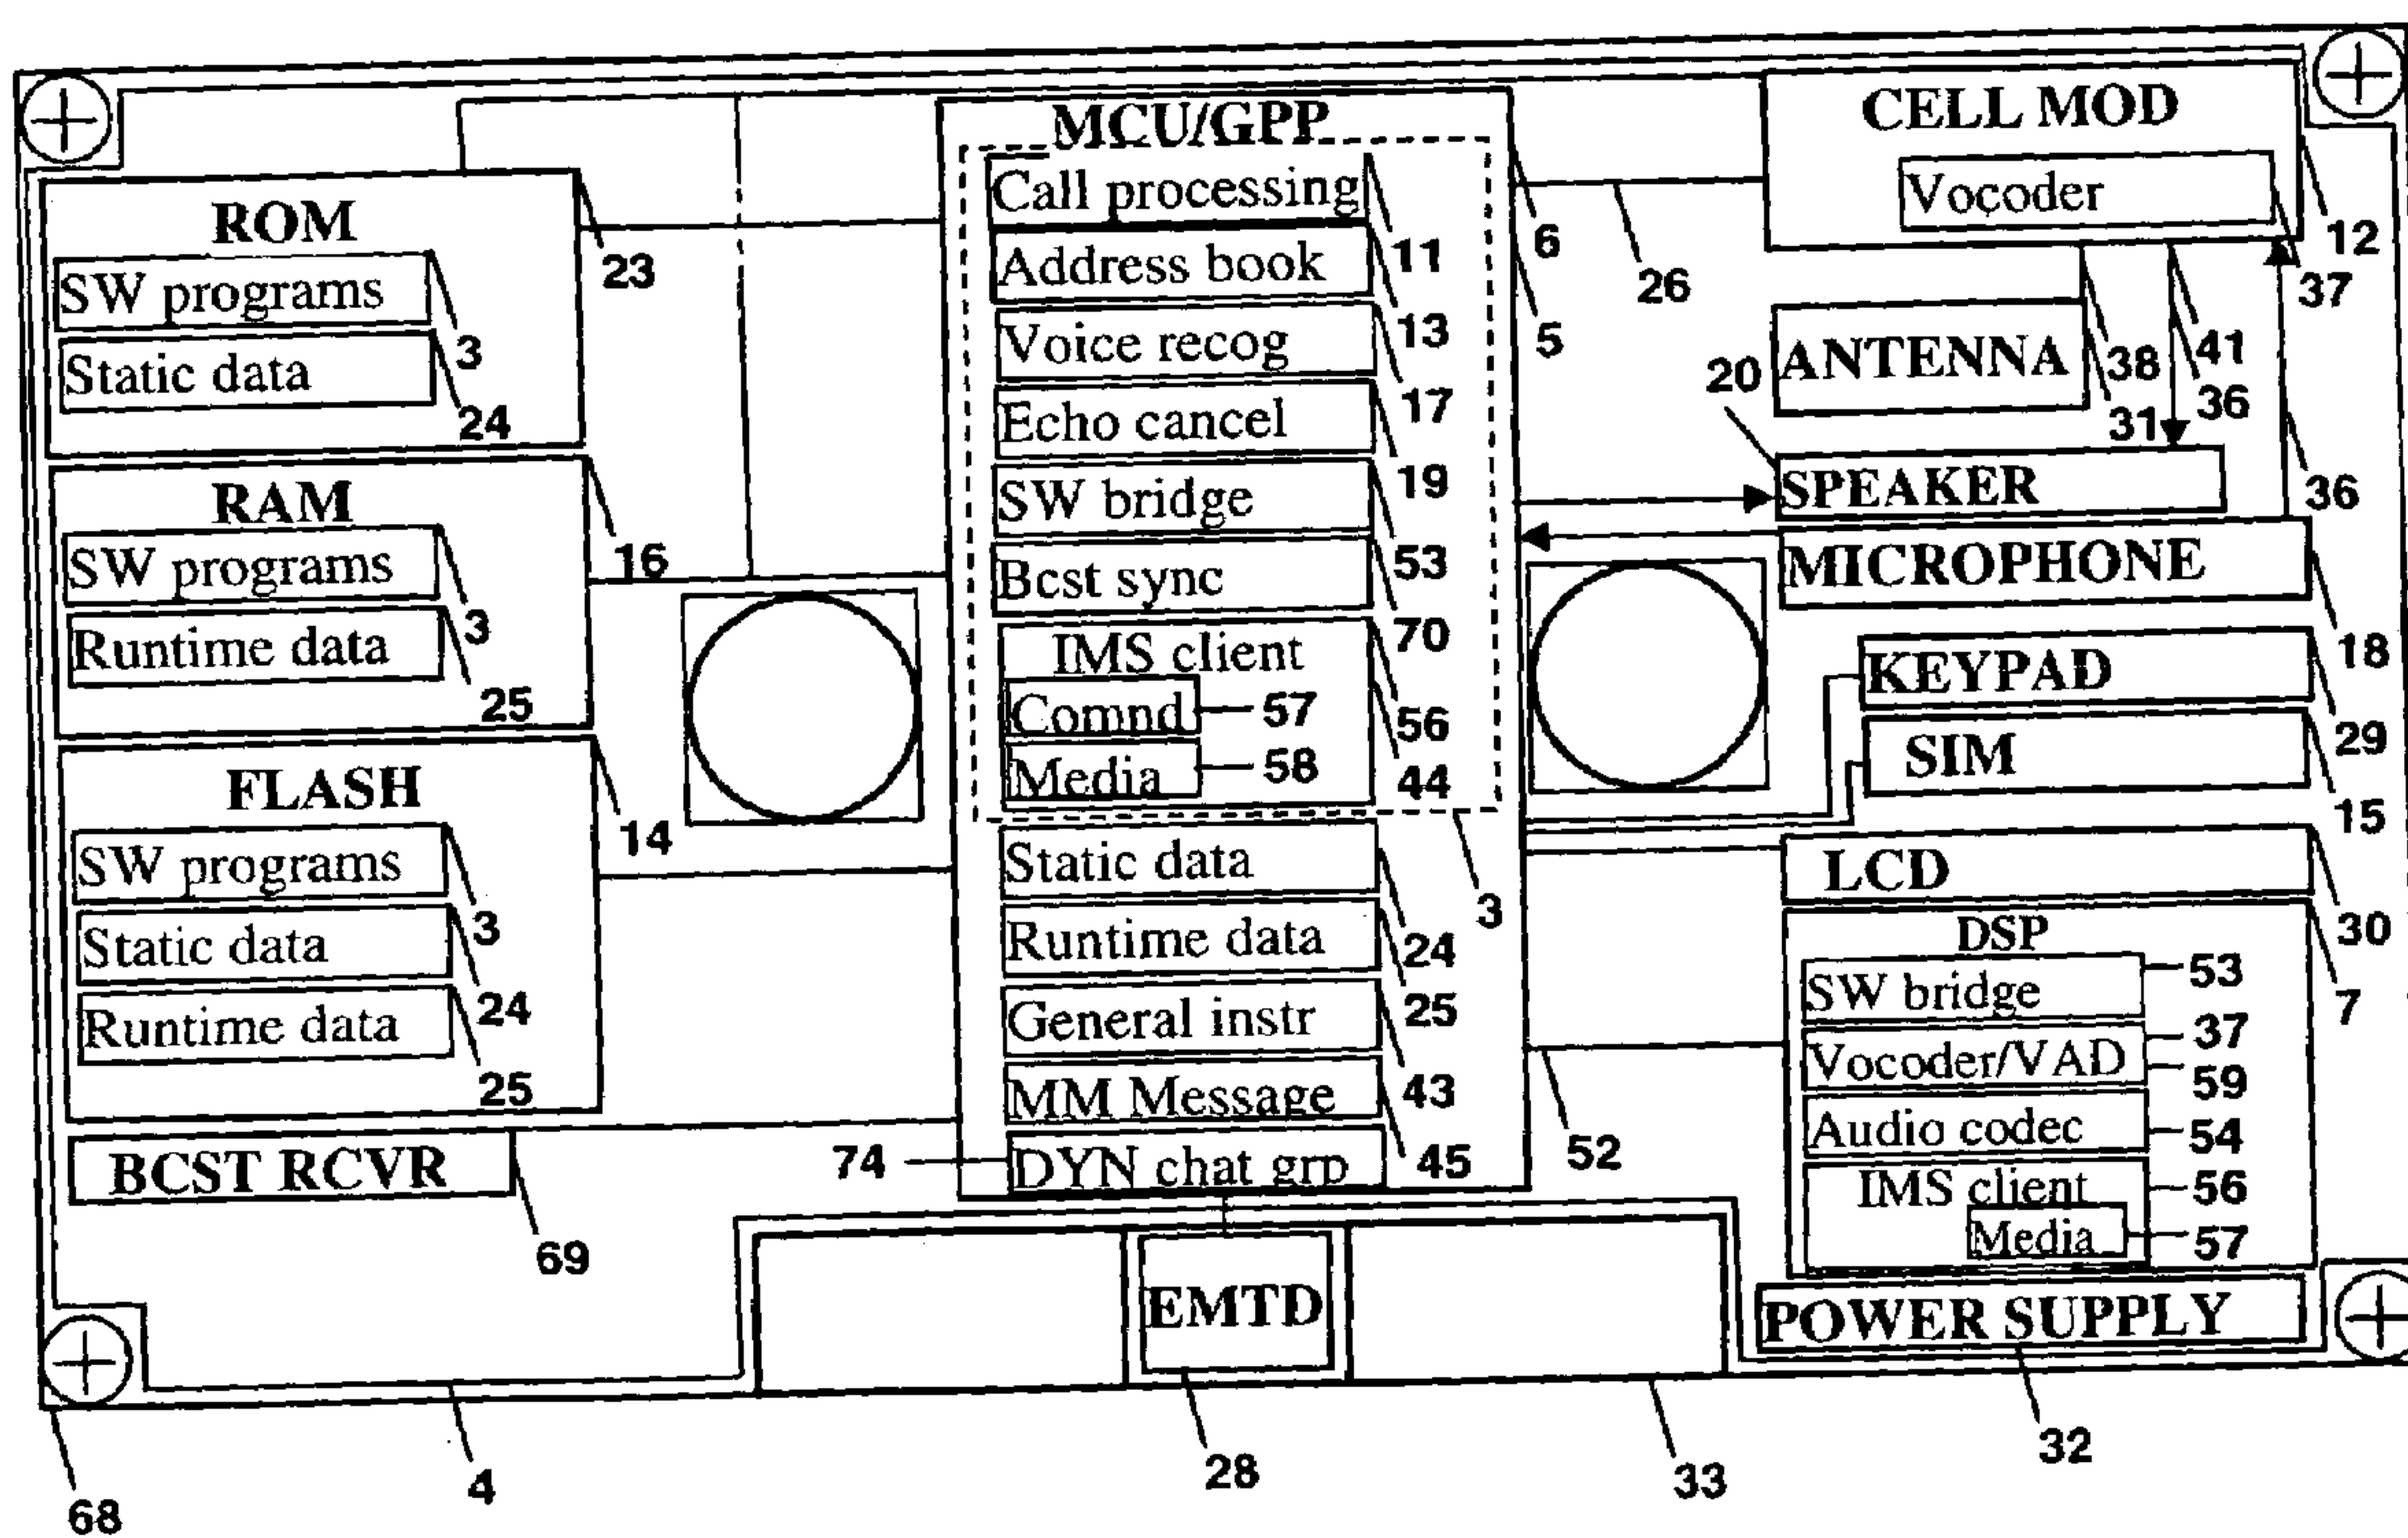 ROM
SW programs
Static data
23
3
24
RAM
SW programs
Runtime data
16
3
25
FLASH
SW programs
Static data
Runtime data
14
3
24
25
BCST RCVR
69
MCU/GPP
Call processing
Address book
Voice recog
Echo cancel
SW bridge
Bcst sync
IMS client
Comnd
57
Media
58
Static data
Runtime data
General instr
MM Message
74
DYN chat grp
11
13
17
19
53
70
56
44
3
24
25
43
45
6
5
26
52
CELL MOD
Vocoder
12
37
ANTENNA
38
41
31
36
20
SPEAKER
36
MICROPHONE
18
KEYPAD
29
SIM
15
LCD
30
DSP
7
SW bridge
53
Vocoder/VAD
37
59
Audio codec
54
IMS client
56
Media
57
POWER SUPPLY
32
EMTD
28
33
4
68